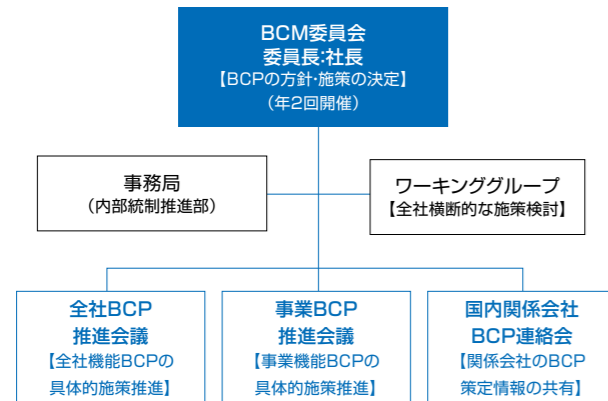 BCM委員会
委員長:社長
【BCPの方針・施策の決定】
（年2回開催）
事務局
（内部統制推進部）
ワーキンググループ
【全社横断的な施策検討】
全社BCP
推進会議
【全社機能BCPの
具体的施策推進】
事業BCP
推進会議
【事業機能BCPの
具体的施策推進】
国内関係会社
BCP連絡会
【関係会社のBCP
策定情報の共有】